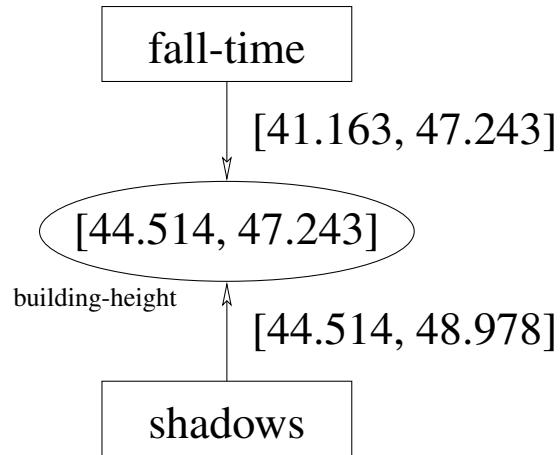 fall-time
[41.163, 47.243]
[44.514, 47.243]
building-height
[44.514, 48.978]
shadows